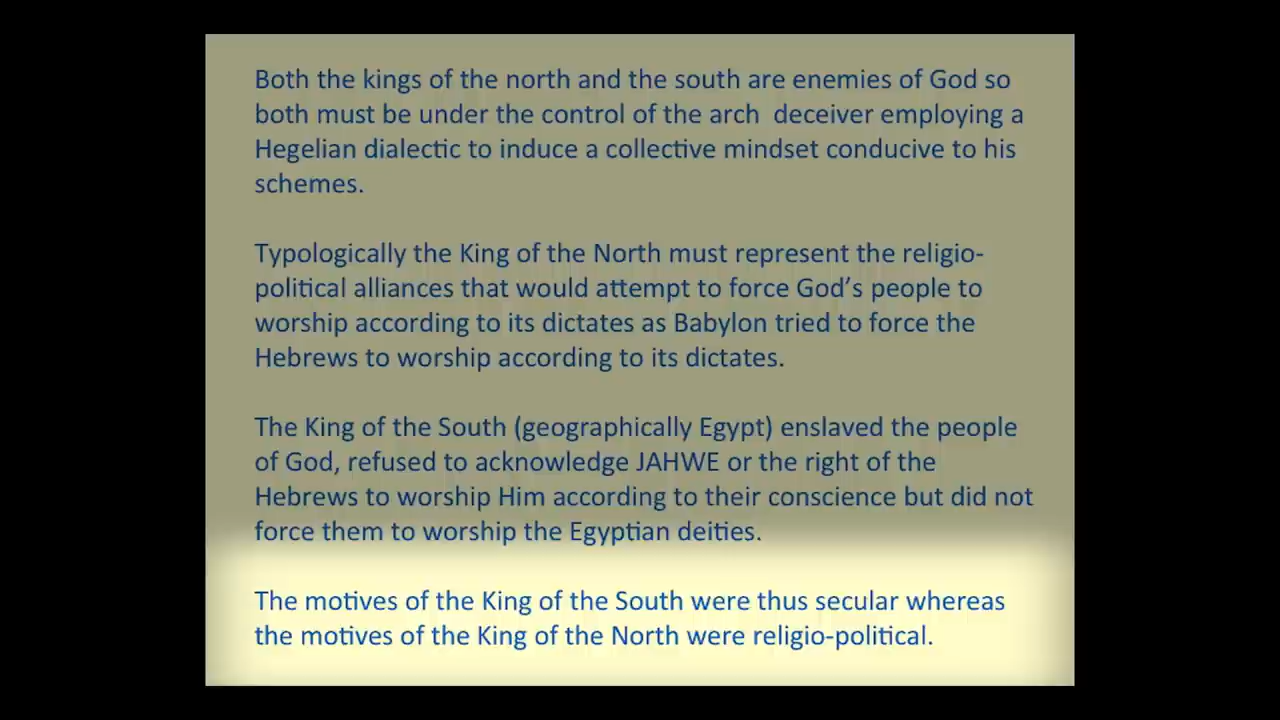 Both the kings of the north and the south are enemies of God so
both must be under the control of the arch  deceiver employing a
Hegelian dialectic to induce a collective mindset conducive to his
schemes.
Typologically the King of the North must represent the religio-
political alliances that would attempt to force God’s people to
worship according to its dictates as Babylon tried to force the
Hebrews to worship according to its dictates.
The King of the South (geographically Egypt) enslaved the people
of God, refused to acknowledge JAHWE or the right of the
Hebrews to worship Him according to their conscience but did not
force them to worship the Egyptian deities.
The motives of the King of the South were thus secular whereas
the motives of the King of the North were religio-political.